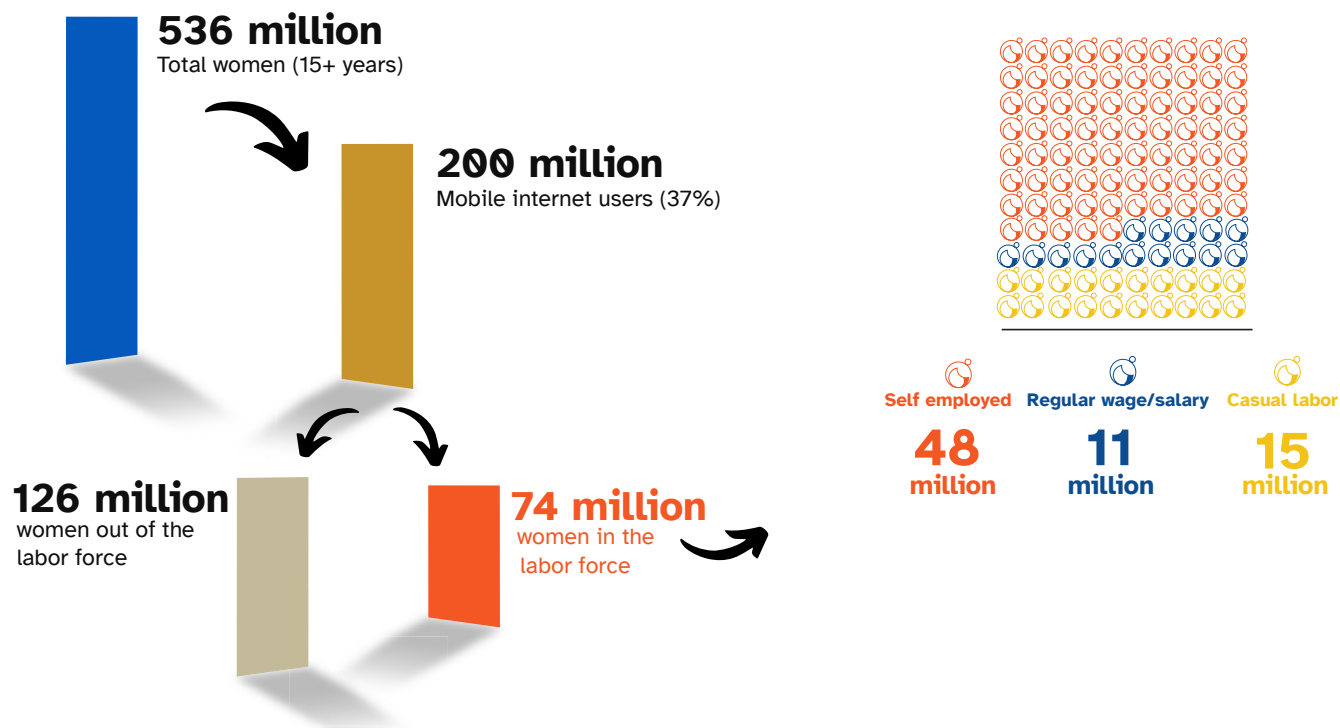 536 million
Total women (15+ years)
200 million
Mobile internet users (37%)
126 million
women out of the
labor force
74 million
women in the
labor force
Self employed
48
million
Regular wage/salary
11
million
Casual labor
15
million